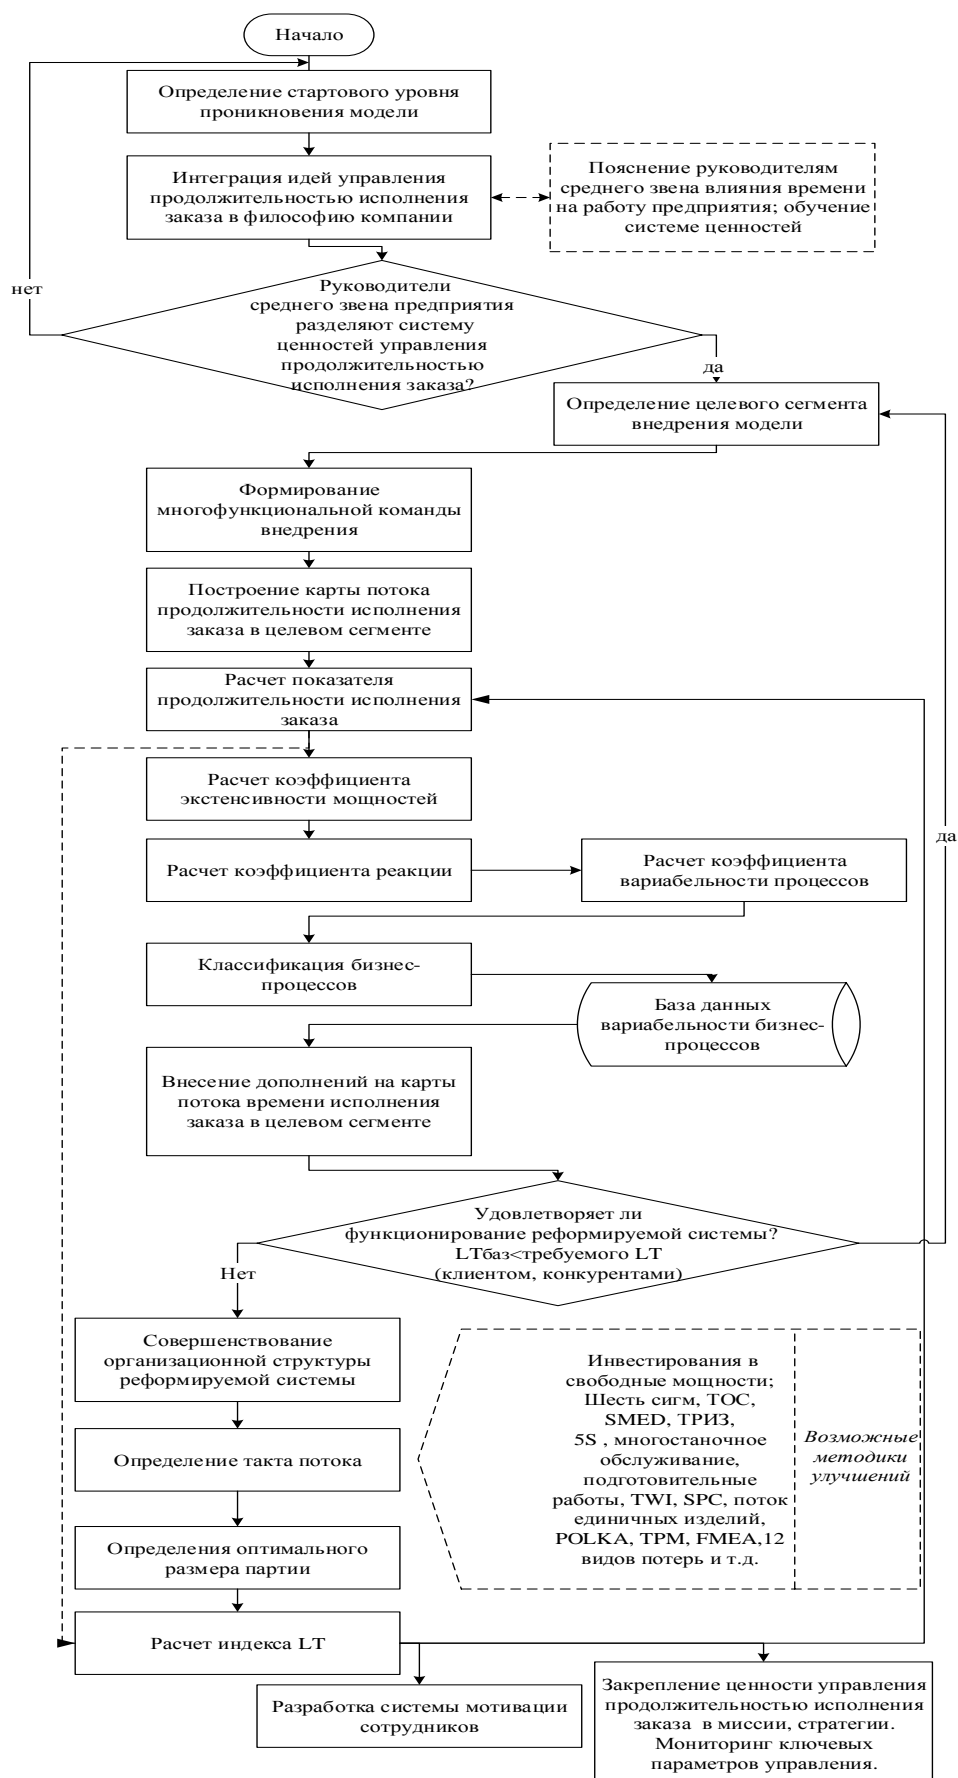 Начало
Определение стартового уровня
проникновения модели
Интеграция идей управления
продолжительностью исполнения
заказа в философию компании
Пояснение руководителям
среднего звена влияния времени
на работу предприятия; обучение
системе ценностей
нет
Руководители
среднего звена предприятия
разделяют систему
ценностей управления
продолжительностью
исполнения заказа?
да
Определение целевого сегмента
внедрения модели
Формирование
многофункциональной команды
внедрения
Построение карты потока
продолжительности исполнения
заказа в целевом сегменте
Расчет показателя
продолжительности исполнения
заказа
Расчет коэффициента
экстенсивности мощностей
да
Расчет коэффициента реакции
Расчет коэффициента
вариабельности процессов
Классификация бизнес-
процессов
База данных
вариабельности бизнес-
процессов
Внесение дополнений на карты
потока времени исполнения
заказа в целевом сегменте
Удовлетворяет ли
функционирование реформируемой системы?
LTбаз<требуемого LT
(клиентом, конкурентами)
Нет
Совершенствование
организационной структуры
реформируемой системы
Инвестирования в
свободные мощности;
Шесть сигм, ТОС,
SMED, ТРИЗ,
5S , многостаночное
обслуживание,
подготовительные
работы, TWI, SPC, поток
единичных изделий,
POLKA, TPM, FMEA,12
видов потерь и т.д.
Возможные
методики
улучшений
Определение такта потока
Определения оптимального
размера партии
Расчет индекса LT
Разработка системы мотивации
сотрудников
Закрепление ценности управления
продолжительностью исполнения
заказа в миссии, стратегии.
Мониторинг ключевых
параметров управления.